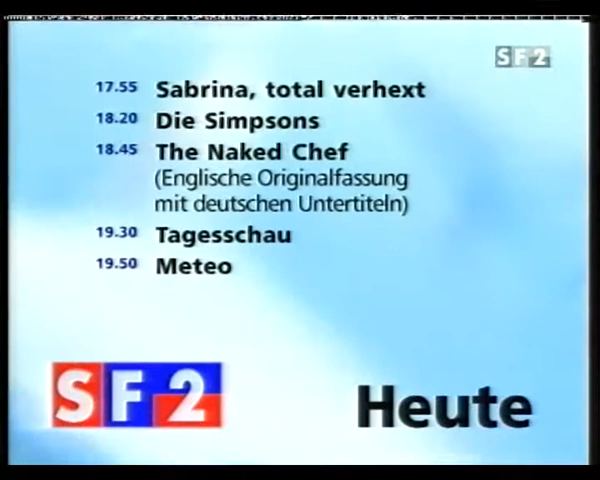 SF2
17.55 Sabrina, total verhext
18.20 Die Simpsons
18.45 The Naked Chef
(Englische Originalfassung
mit deutschen Untertiteln)
19.30 Tagesschau
19.50 Meteo
SF2 Heute